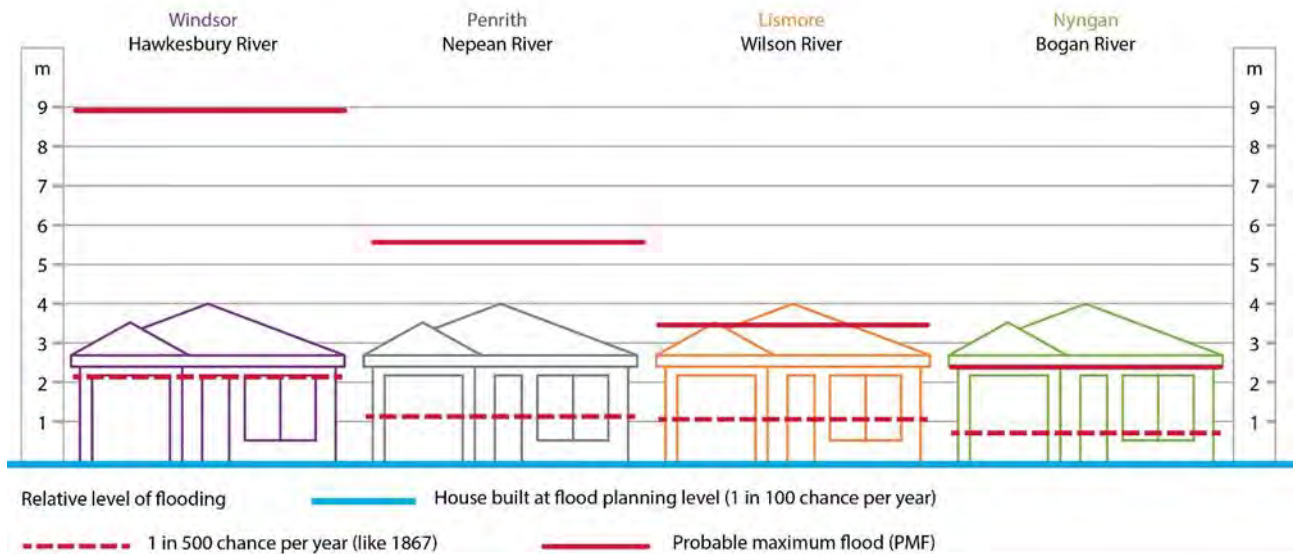 Windsor
Hawkesbury River
Penrith
Nepean River
Lismore
Wilson River
Nyngan
Bogan River
m
9
8
7
6
5
4
3
2
1
m
9
8
7
6
5
4
3
2
1
Relative level of flooding
House built at flood planning level (1 in 100 chance per year)
1 in 500 chance per year (like 1867)
Probable maximum flood (PMF)